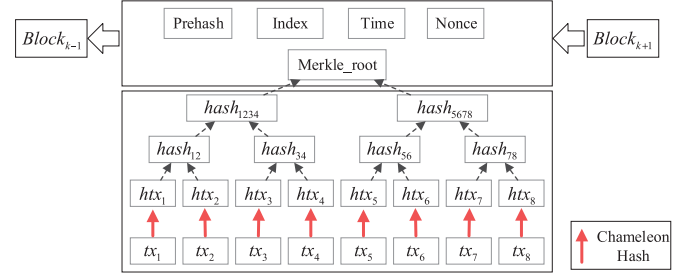 Prehash Index Time Nonce
Block_{k-1} Block_{k+1}
Merkle_root
hash_{1234} hash_{5678}
hash_{12} hash_{34} hash_{56} hash_{78}
htx_1 htx_2 htx_3 htx_4 htx_5 htx_6 htx_7 htx_8
tx_1 tx_2 tx_3 tx_4 tx_5 tx_6 tx_7 tx_8
Chameleon
Hash